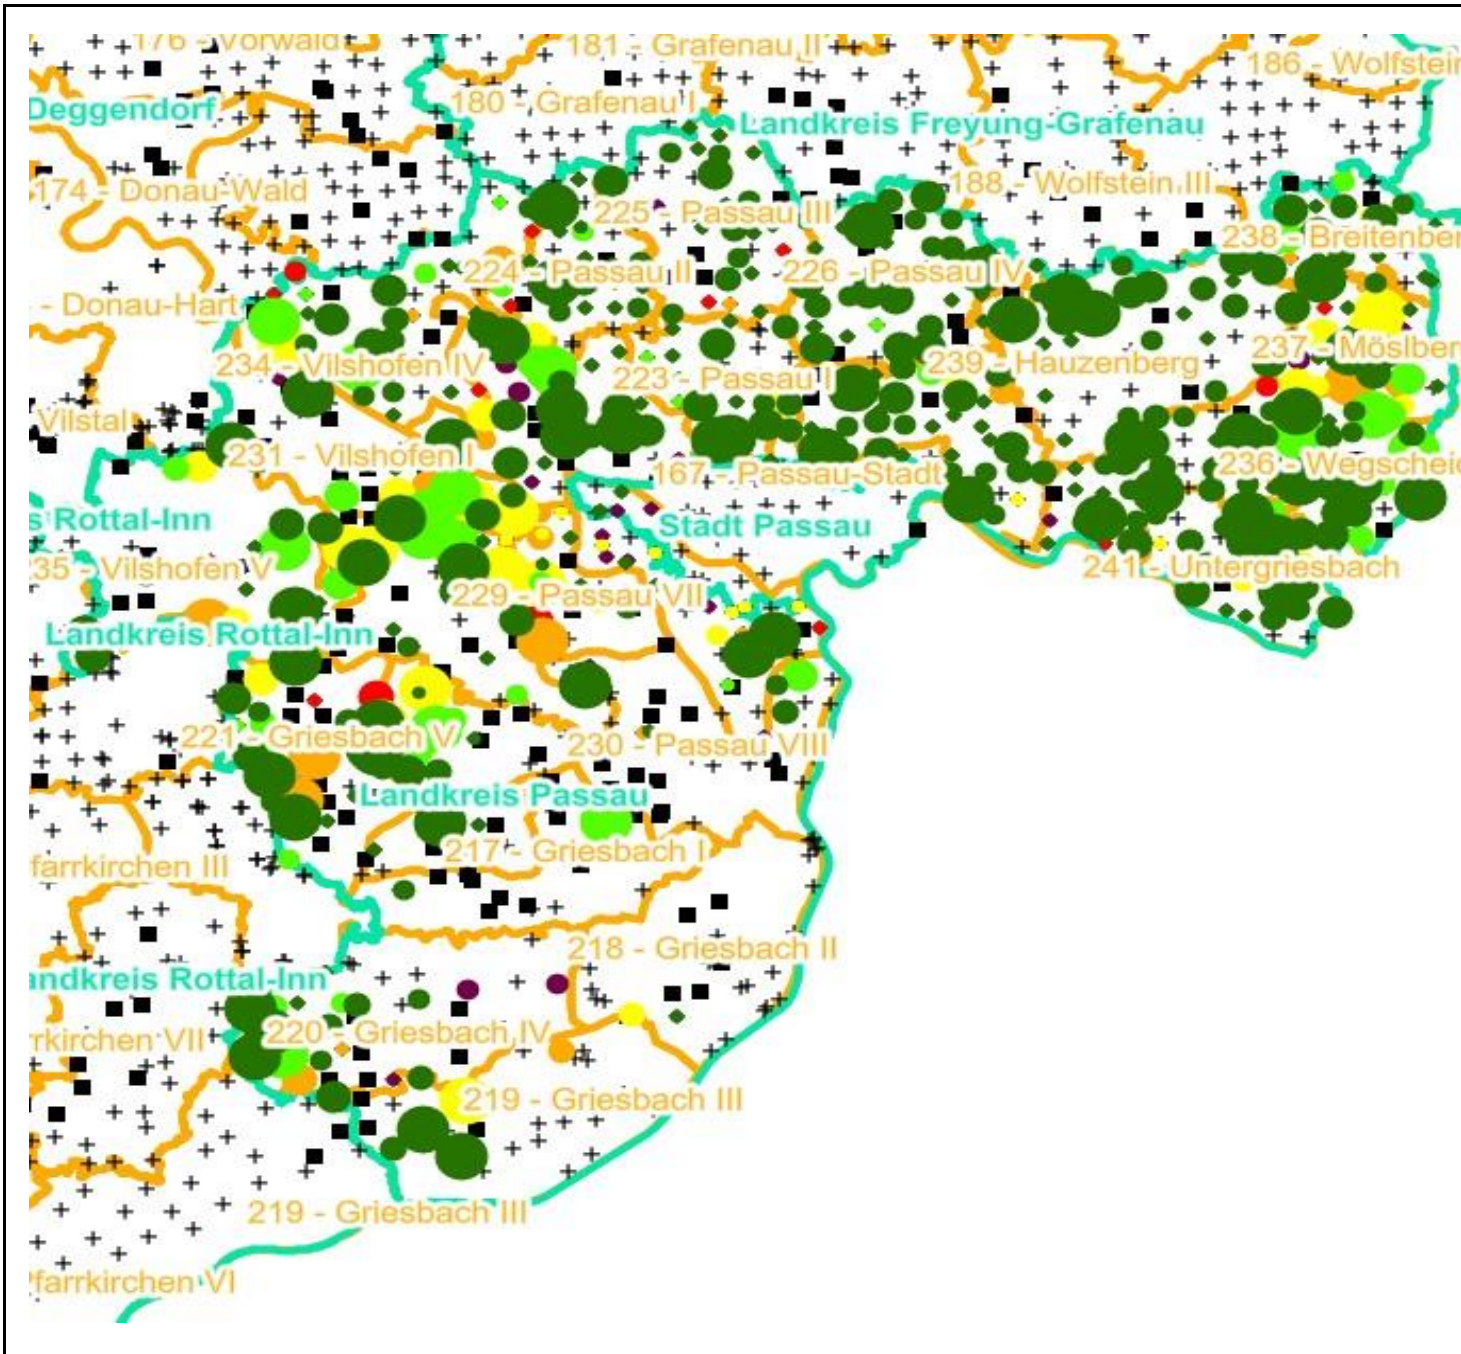 176 - Vorwald
181 - Grafenau II
186 - Wolfstein
180 - Grafenau I
Deggendorf
Landkreis Freyung-Grafenau
174 - Donau-Wald
188 - Wolfstein III
225 - Passau III
238 - Breitenber
224 - Passau II
226 - Passau IV
- Donau-Hart
237 - Möslber
234 - Vilshofen IV
239 - Hauzenberg
223 - Passau I
Vilstal
231 - Vilshofen I
236 - Wegscheid
167 - Passau-Stadt
s Rottal-Inn
Stadt Passau
35 - Vilshofen V
241 - Untergriesbach
229 - Passau VII
Landkreis Rottal-Inn
221 - Griesbach V
230 - Passau VIII
Landkreis Passau
217 - Griesbach I
farrkirchen III
218 - Griesbach II
andkreis Rottal-Inn
220 - Griesbach IV
rrkirchen VII
219 - Griesbach III
219 - Griesbach III
Pfarrkirchen VI